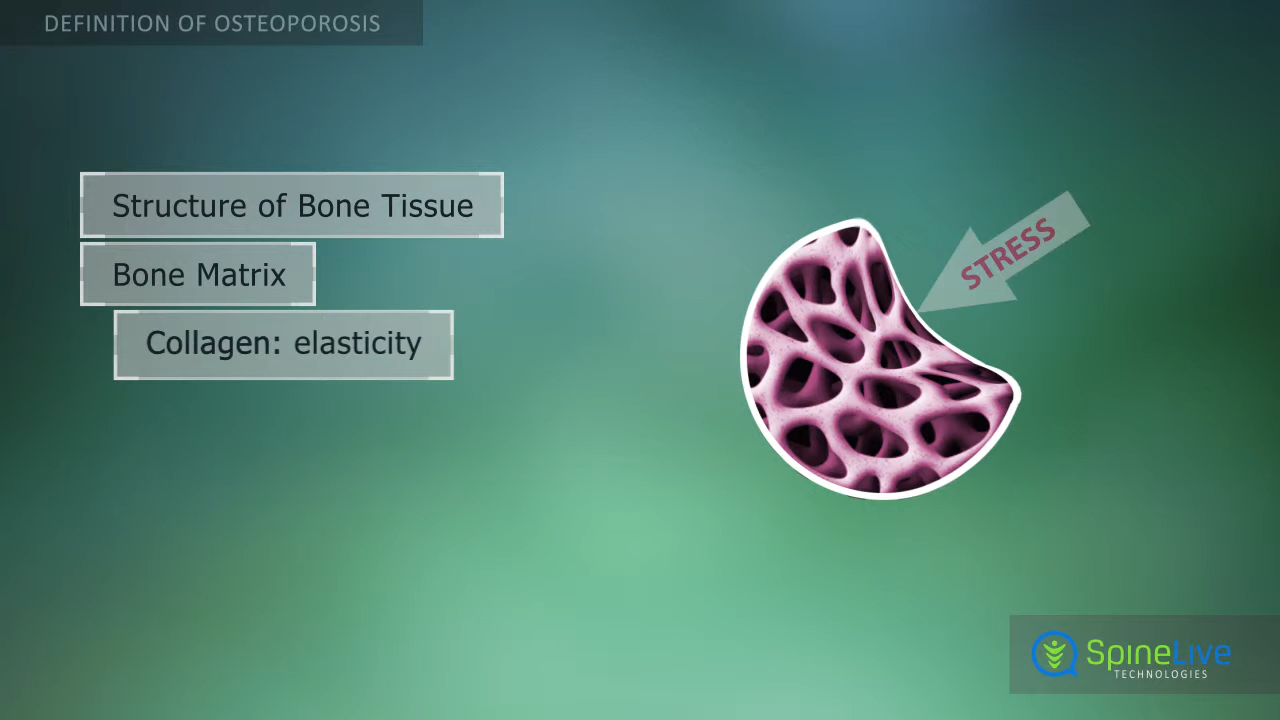 DEFINITION OF OSTEOPOROSIS
Structure of Bone Tissue
Bone Matrix
Collagen: elasticity
STRESS
SpineLive
TECHNOLOGIES